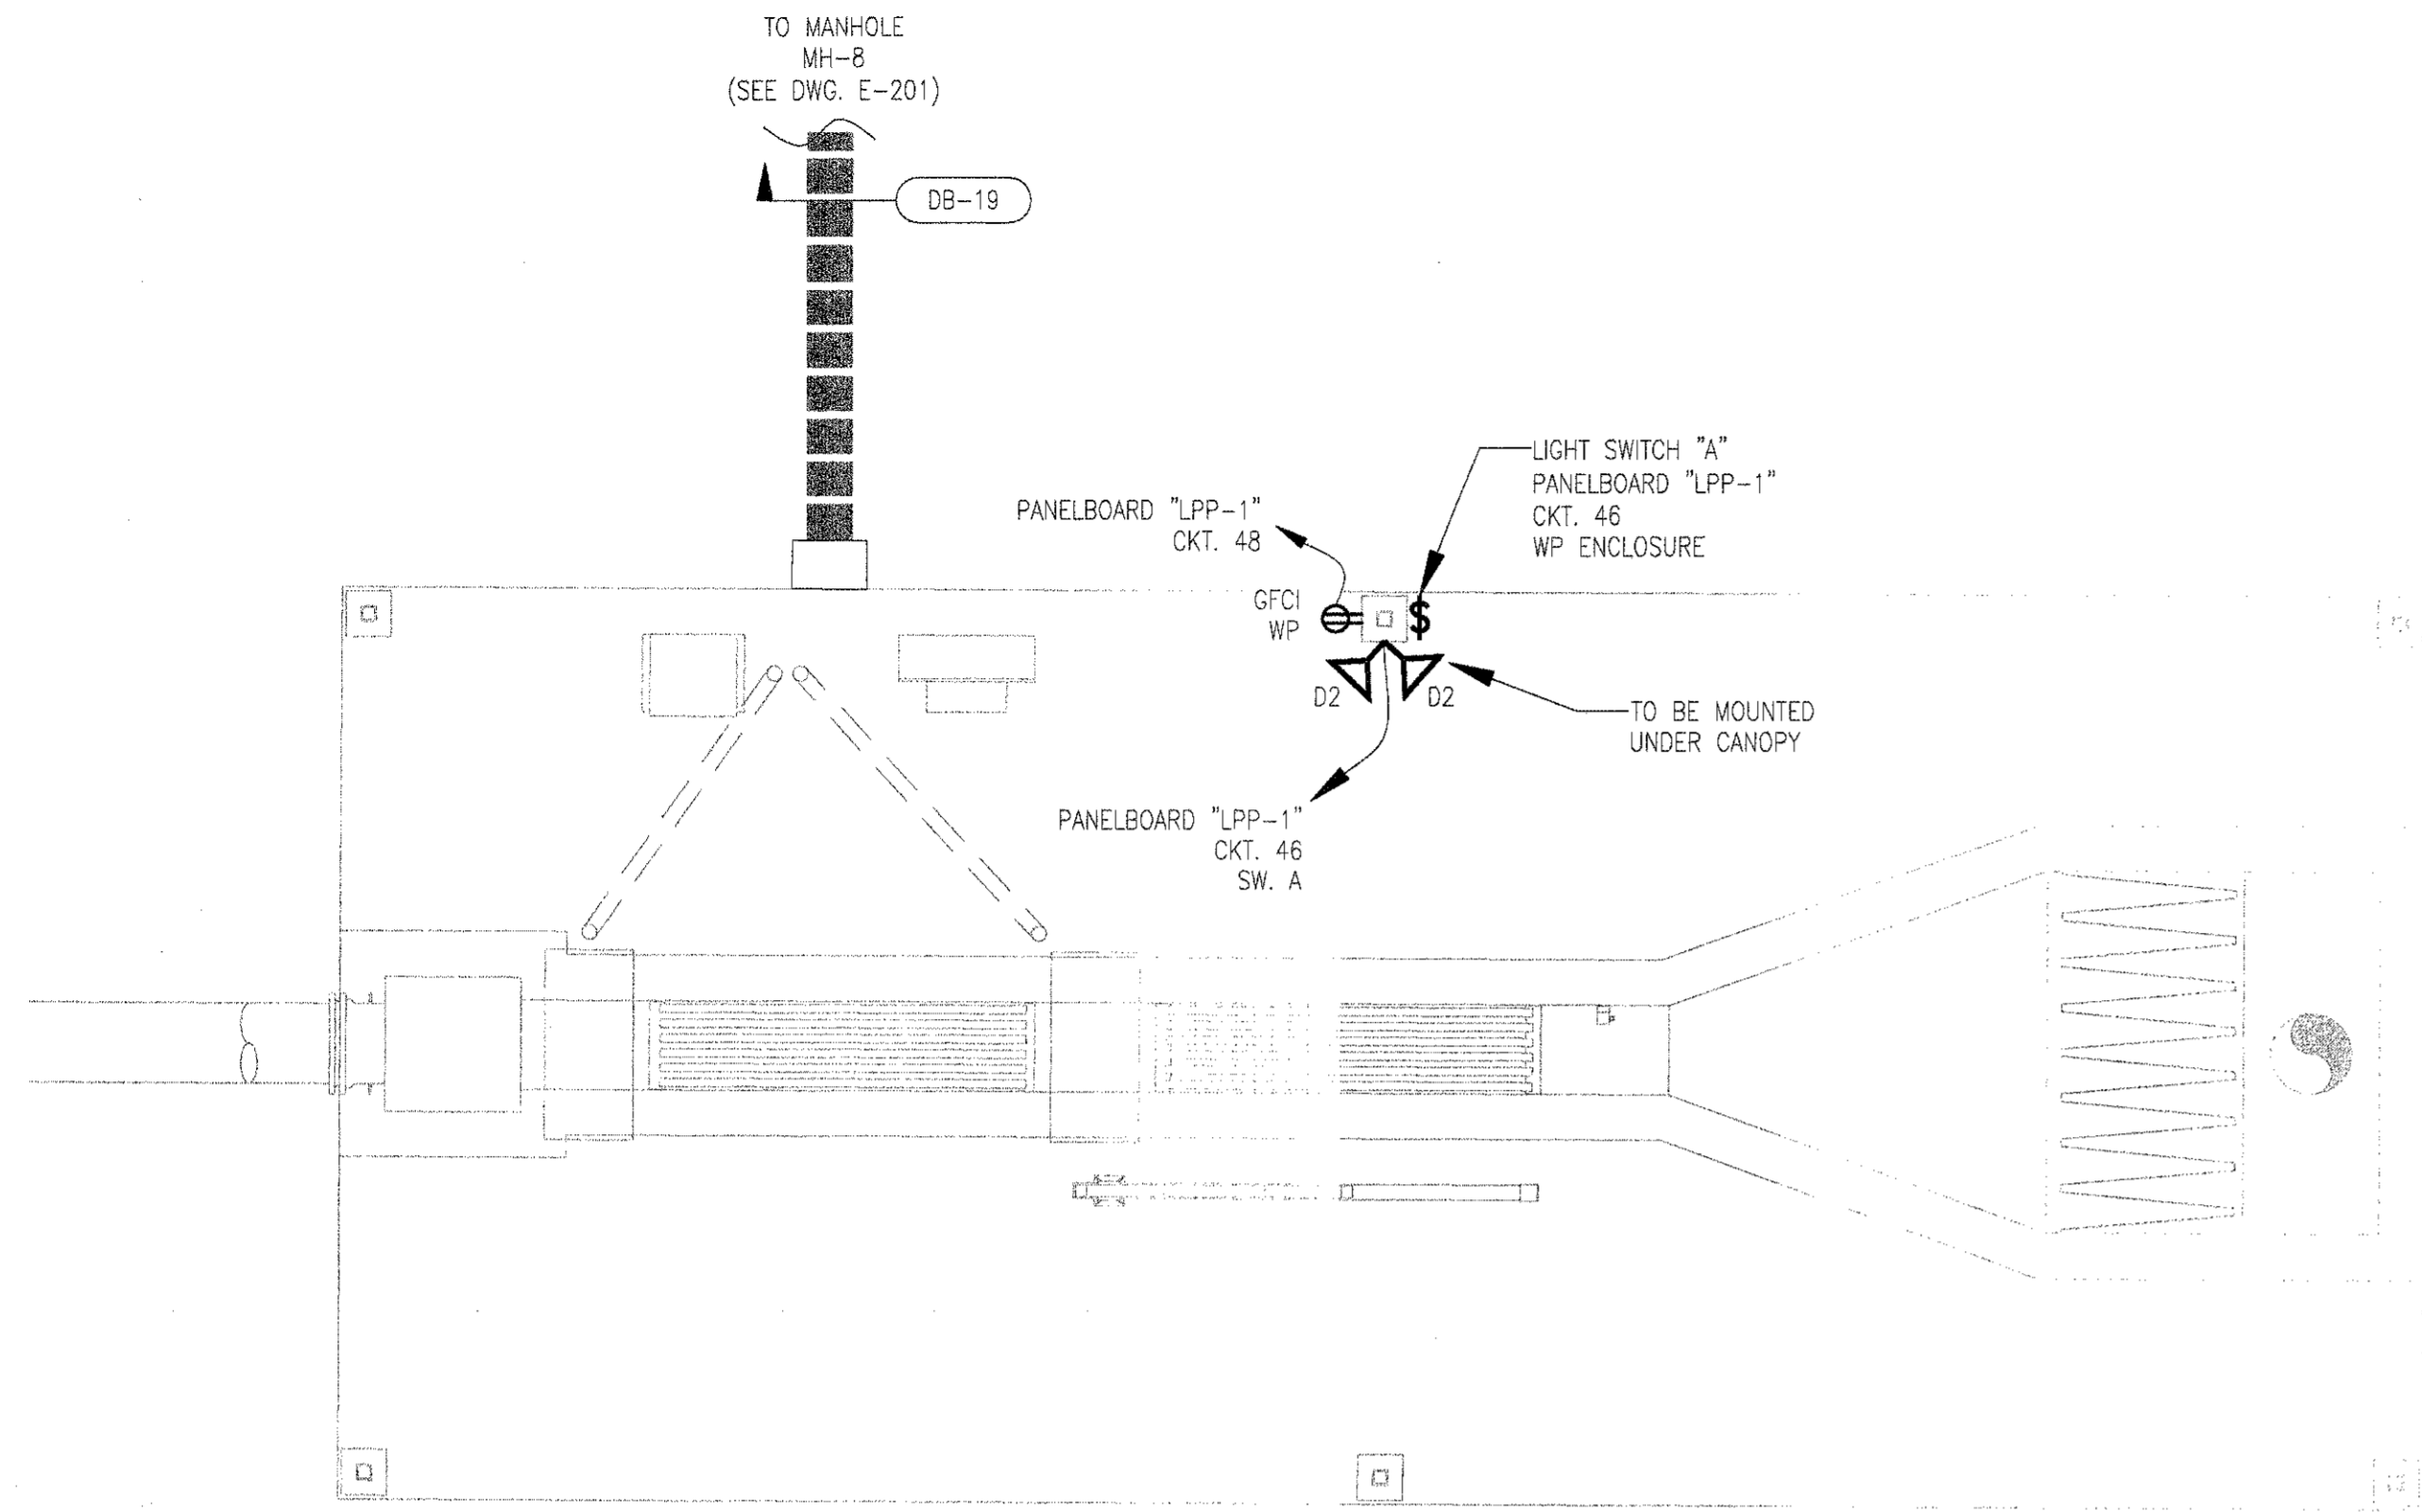 TO MANHOLE
MH-8
(SEE DWG. E-201)
DB-19
LIGHT SWITCH "A"
PANELBOARD "LPP-1"
CKT. 46
WP ENCLOSURE
PANELBOARD "LPP-1"
CKT. 48
GFCI
WP
$
D2
D2
TO BE MOUNTED
UNDER CANOPY
PANELBOARD "LPP-1"
CKT. 46
SW. A